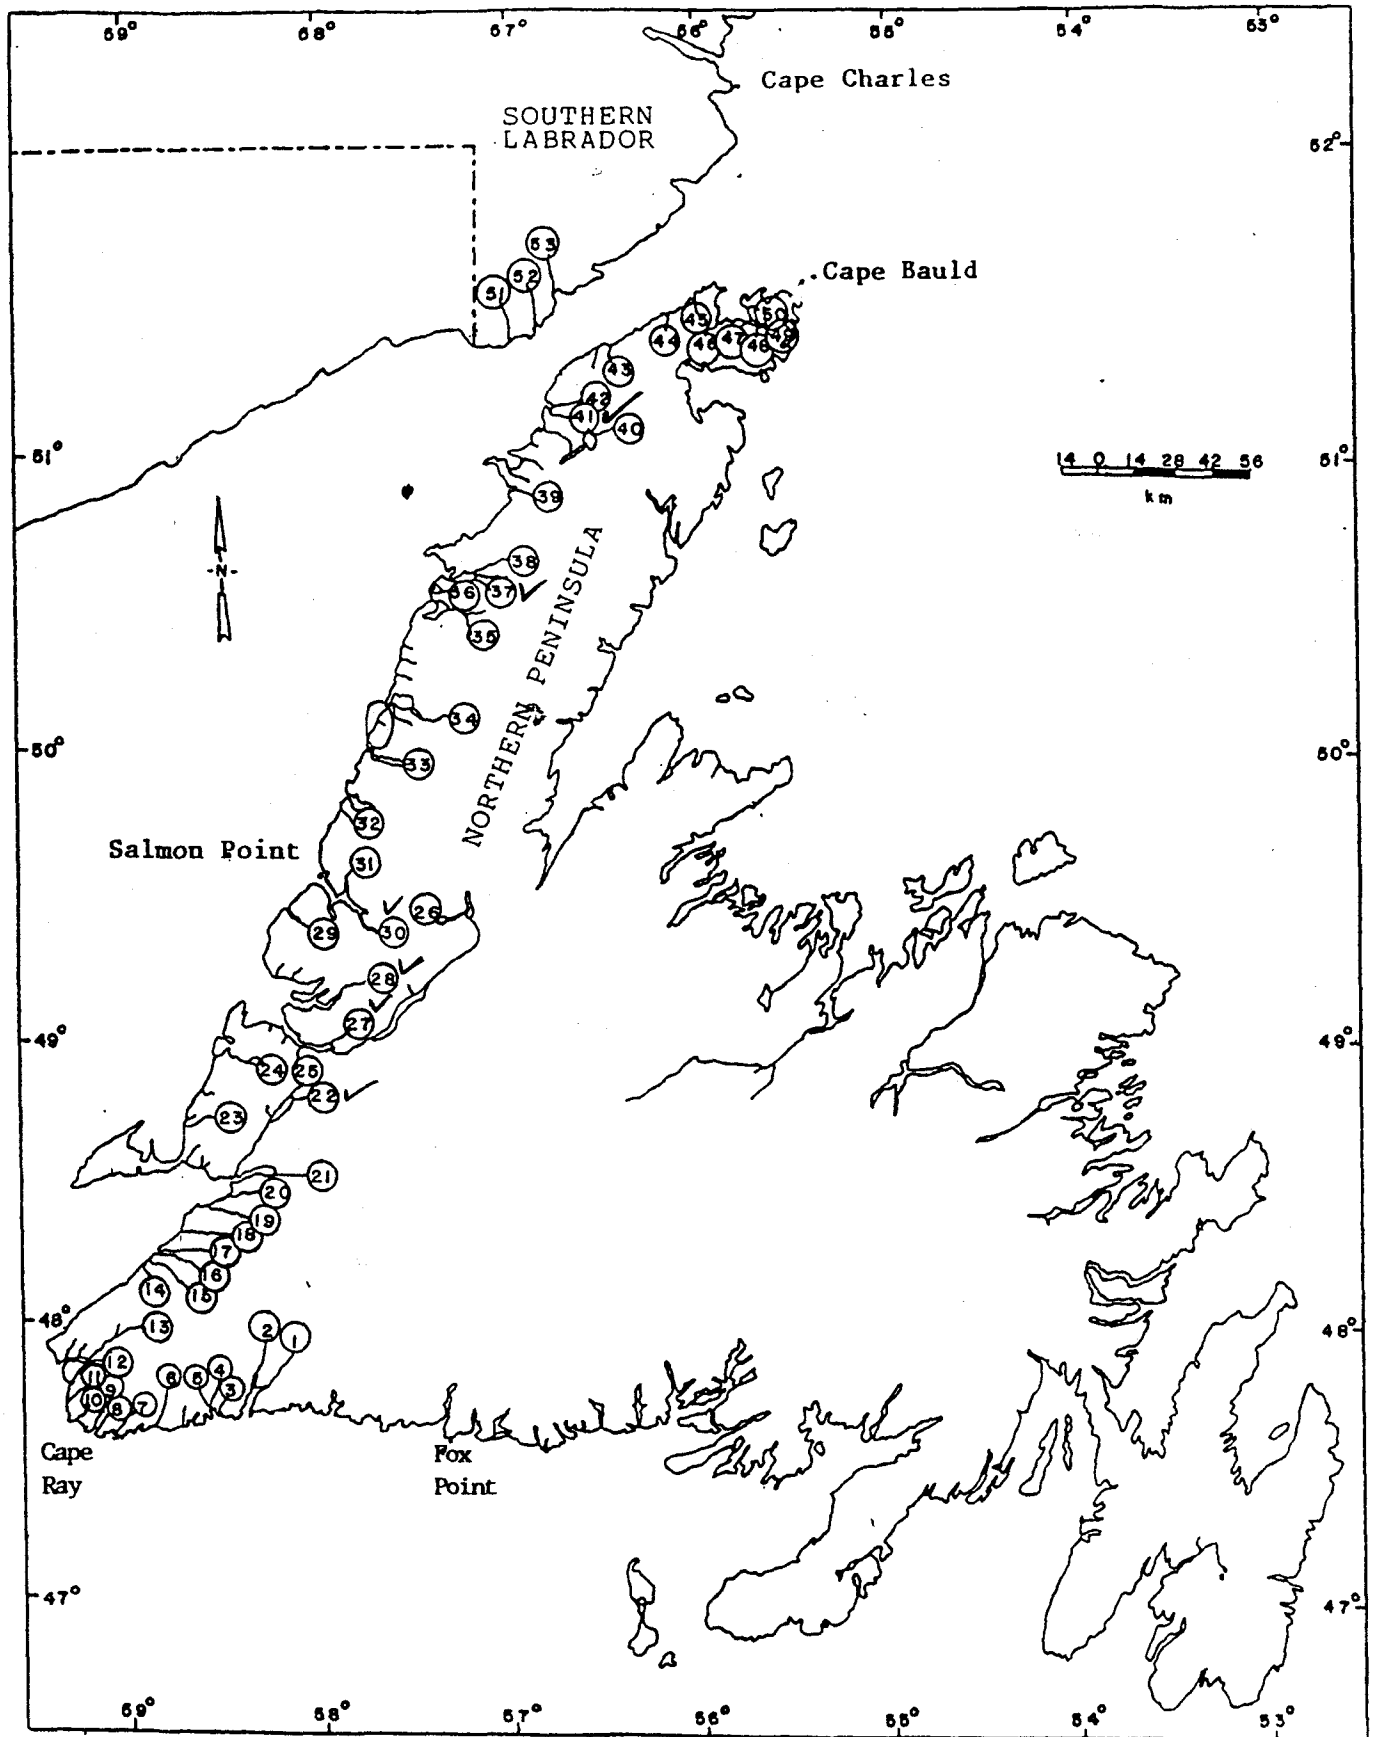 59° 58° 57° 56° 55° 54° 53°
Cape Charles
SOUTHERN
LABRADOR
52° 
53
52
51
Cape Bauld
50
45
49
44 46 47 48
43
42
41
40
51° 51°
14 0 14 28 42 56
km
39
N
38
36 37
35
NORTHERN PENINSULA
34
50° 50°
33
32
Salmon Point
31
26
29 30
28
27
49° 49°
24 25
22
23
21
20
19
18
17
16
14 15
48° 48°
13 2 1
12
11 6 5 4
9 3
10 8 7
Cape
Ray
Fox
Point
47° 47°
59° 58° 57° 56° 55° 54° 53°